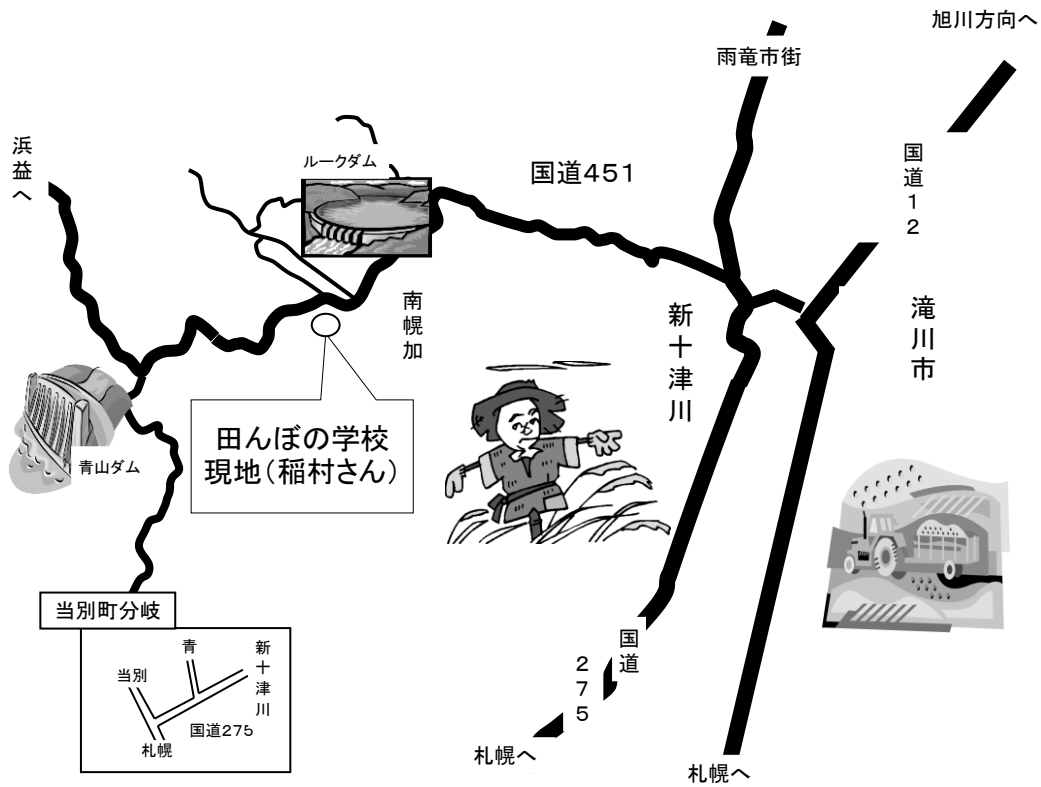 旭川方向へ
雨竜市街
浜益へ
ルークダム
国道451
国道12
南幌加
新十津川
滝川市
田んぼの学校
現地(稲村さん)
青山ダム
当別町分岐
青
新十津川
当別
国道275
札幌
国道
275
札幌へ
札幌へ